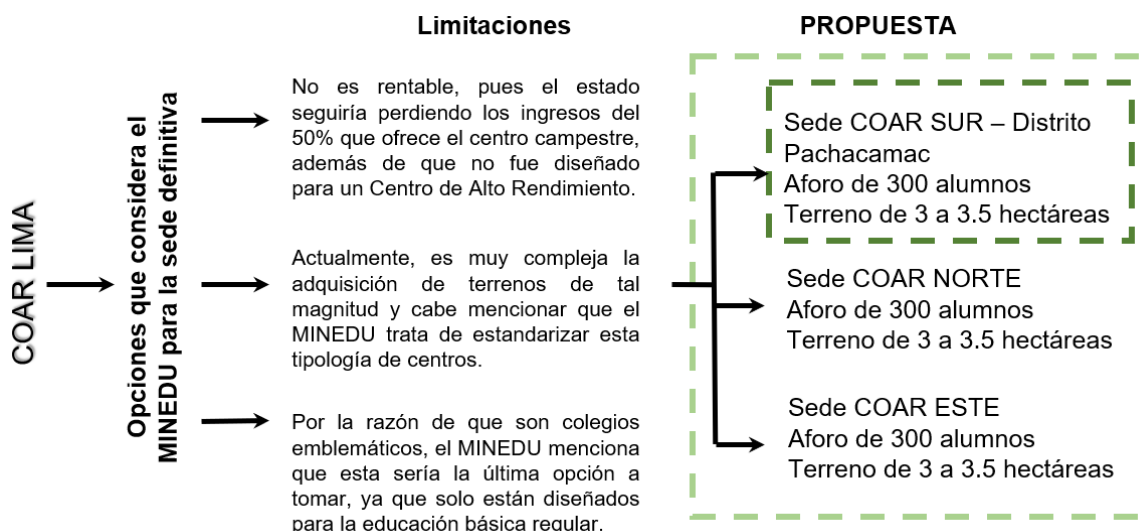 COAR LIMA
Opciones que considera el
MINEDU para la sede definitiva
Limitaciones
No es rentable, pues el estado
seguiría perdiendo los ingresos del
50% que ofrece el centro campestre,
además de que no fue diseñado
para un Centro de Alto Rendimiento.
Actualmente, es muy compleja la
adquisición de terrenos de tal
magnitud y cabe mencionar que el
MINEDU trata de estandarizar esta
tipología de centros.
Por la razón de que son colegios
emblemáticos, el MINEDU menciona
que esta sería la última opción a
tomar, ya que solo están diseñados
para la educación básica regular.
PROPUESTA
Sede COAR SUR – Distrito
Pachacamac
Aforo de 300 alumnos
Terreno de 3 a 3.5 hectáreas
Sede COAR NORTE
Aforo de 300 alumnos
Terreno de 3 a 3.5 hectáreas
Sede COAR ESTE
Aforo de 300 alumnos
Terreno de 3 a 3.5 hectáreas